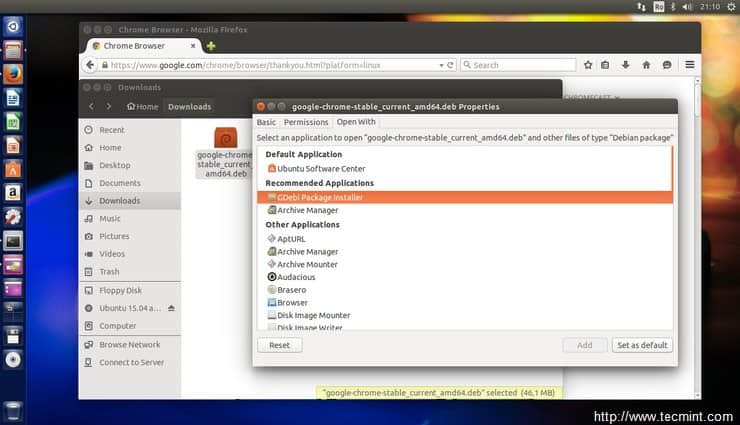 Ro
21:10
Chrome Browser - Mozilla Firefox
Chrome Browser
https://www.google.com/chrome/browser/thankyou.html?platform=linux
Search
Downloads
Home
Downloads
Recent
Home
Desktop
Documents
Downloads
Music
Pictures
Videos
Trash
Floppy Disk
Ubuntu 15.04 a...
Computer
Browse Network
Connect to Server
google-chrome-
stable_current_
amd64.deb
CHROMECAST
google-chrome-stable_current_amd64.deb Properties
Basic
Permissions
Open With
Select an application to open "google-chrome-stable_current_amd64.deb" and other files of type "Debian package"
Default Application
Ubuntu Software Center
Recommended Applications
GDebi Package Installer
Archive Manager
Other Applications
AptURL
Archive Manager
Archive Mounter
Audacious
Brasero
Browser
Disk Image Mounter
Disk Image Writer
Reset
Add
Set as default
"google-chrome-stable_current_amd64.deb" selected (46,1 MB)
http://www.tecmint.com